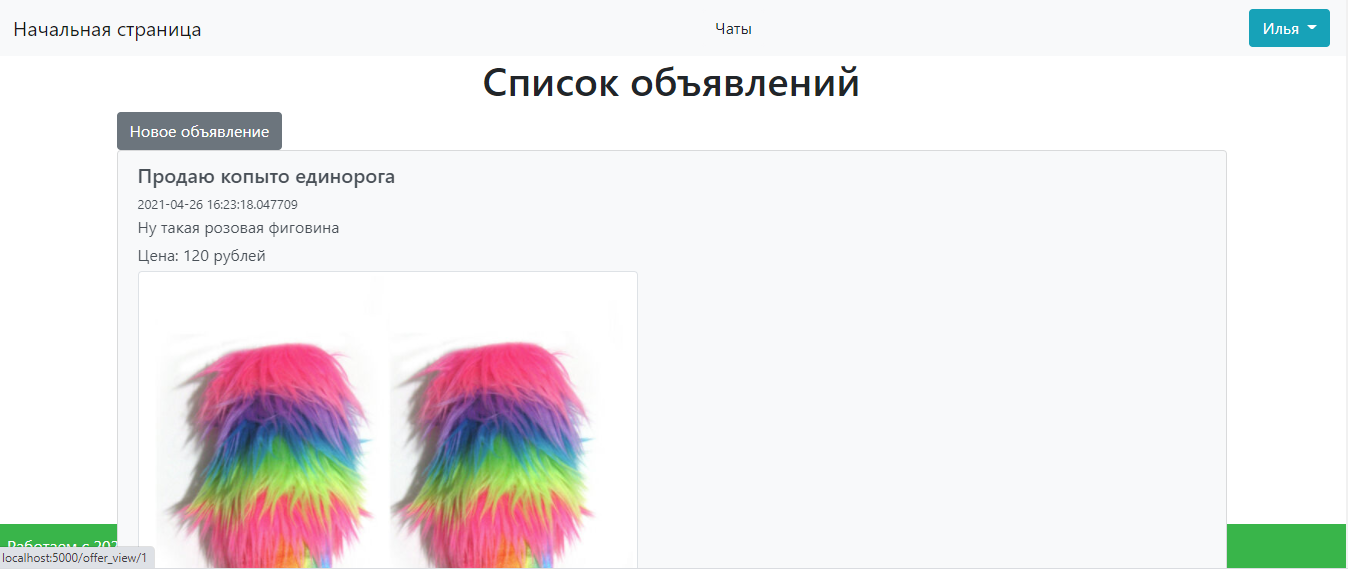 Начальная страница
Чаты
Илья
Список объявлений
Новое объявление
Продаю копыто единорога
2021-04-26 16:23:18.047709
Ну такая розовая фиговина
Цена: 120 рублей
Работаем с
localhost:5000/offer_view/1